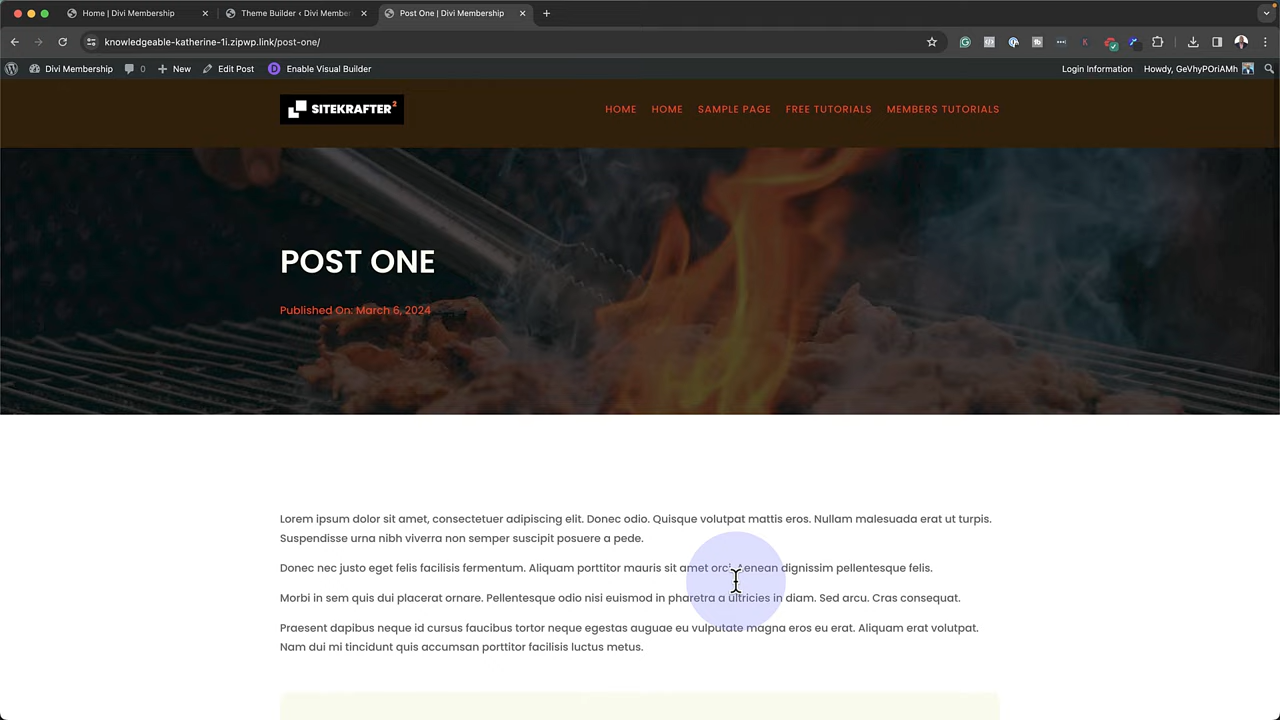 Home | Divi Membership
Theme Builder ‹ Divi Member
Post One | Divi Membership
knowledgeable-katherine-1i.zipwp.link/post-one/
Divi Membership
0
New
Edit Post
D
Enable Visual Builder
Login Information
Howdy, GeVhyPOriAMh
SITEKRAFTER²
HOME
HOME
SAMPLE PAGE
FREE TUTORIALS
MEMBERS TUTORIALS
POST ONE
Published On: March 6, 2024
Lorem ipsum dolor sit amet, consectetuer adipiscing elit. Donec odio. Quisque volutpat mattis eros. Nullam malesuada erat ut turpis.
Suspendisse urna nibh viverra non semper suscipit posuere a pede.
Donec nec justo eget felis facilisis fermentum. Aliquam porttitor mauris sit amet orci. Aenean dignissim pellentesque felis.
Morbi in sem quis dui placerat ornare. Pellentesque odio nisi euismod in pharetra a ultricies in diam. Sed arcu. Cras consequat.
Praesent dapibus neque id cursus faucibus tortor neque egestas auguae eu vulputate magna eros eu erat. Aliquam erat volutpat.
Nam dui mi tincidunt quis accumsan porttitor facilisis luctus metus.